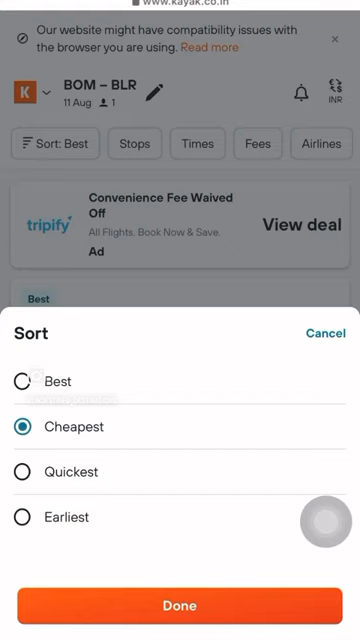 www.kayak.co.in
Our website might have compatibility issues with
the browser you are using. Read more
K
BOM – BLR
11 Aug 1
INR
Sort: Best
Stops
Times
Fees
Airlines
Convenience Fee Waived
Off
tripify
All Flights. Book Now & Save.
View deal
Ad
Best
Sort
Cancel
Best
Cheapest
Quickest
Earliest
Done